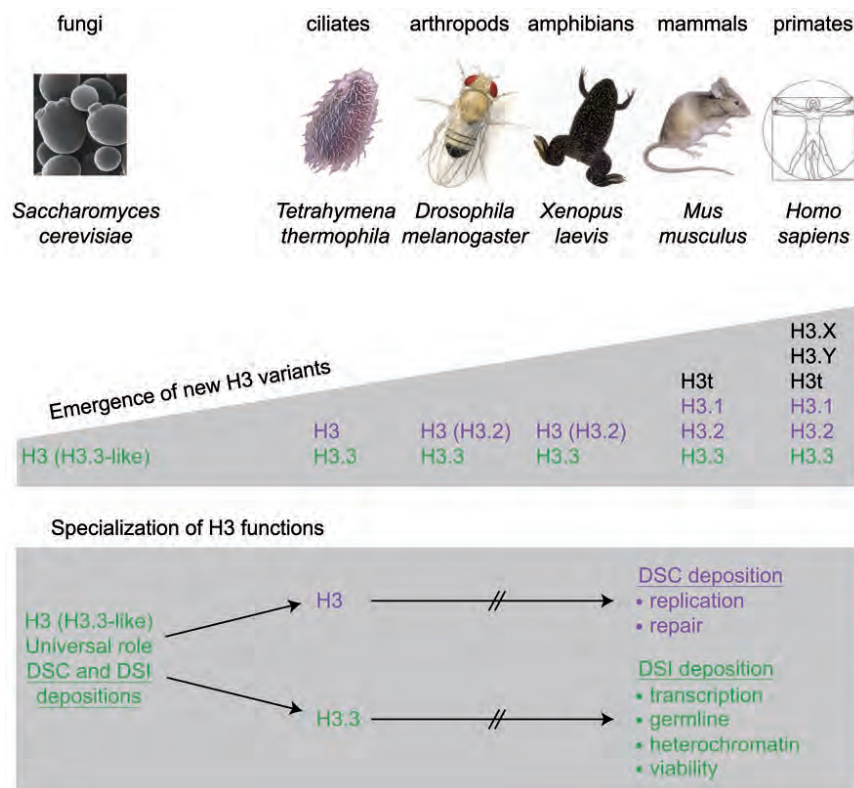 fungi
ciliates
arthropods
amphibians
mammals
primates
Saccharomyces
cerevisiae
Tetrahymena
thermophila
Drosophila
melanogaster
Xenopus
laevis
Mus
musculus
Homo
sapiens
Emergence of new H3 variants
H3 (H3.3-like)
H3
H3.3
H3 (H3.2)
H3.3
H3 (H3.2)
H3.3
H3t
H3.1
H3.2
H3.3
H3.X
H3.Y
H3t
H3.1
H3.2
H3.3
Specialization of H3 functions
H3 (H3.3-like)
Universal role
DSC and DSI
depositions
H3
DSC deposition
• replication
• repair
H3.3
DSI deposition
• transcription
• germline
• heterochromatin
• viability